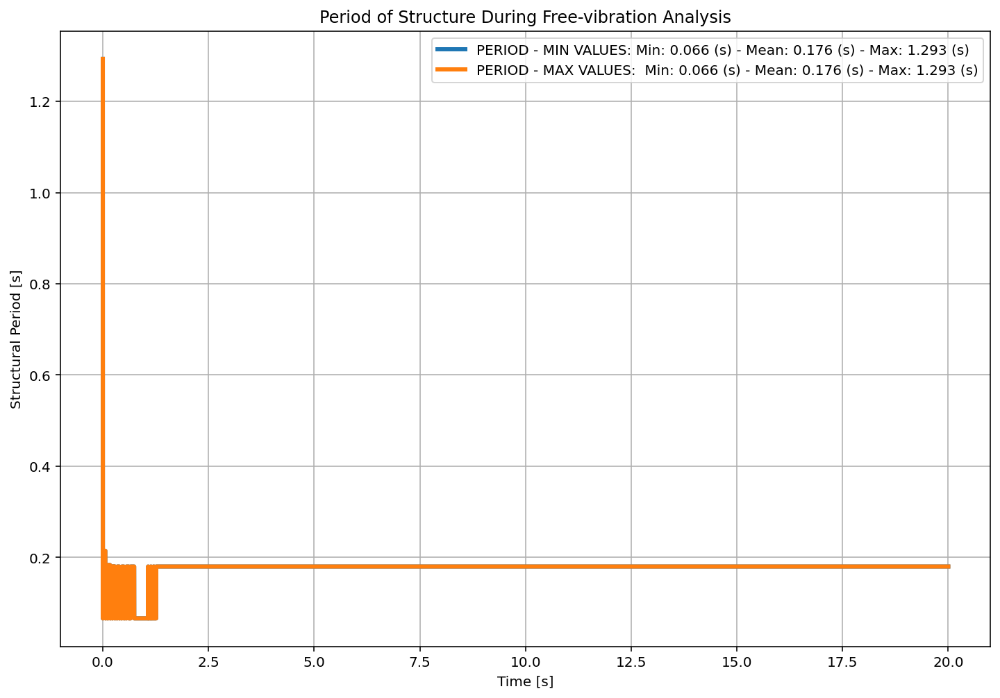 Period of Structure During Free-vibration Analysis
PERIOD - MIN VALUES: Min: 0.066 (s) - Mean: 0.176 (s) - Max: 1.293 (s)
PERIOD - MAX VALUES:  Min: 0.066 (s) - Mean: 0.176 (s) - Max: 1.293 (s)
1.2
1.0
0.8
0.6
0.4
0.2
Structural Period [s]
0.0 2.5 5.0 7.5 10.0 12.5 15.0 17.5 20.0
Time [s]